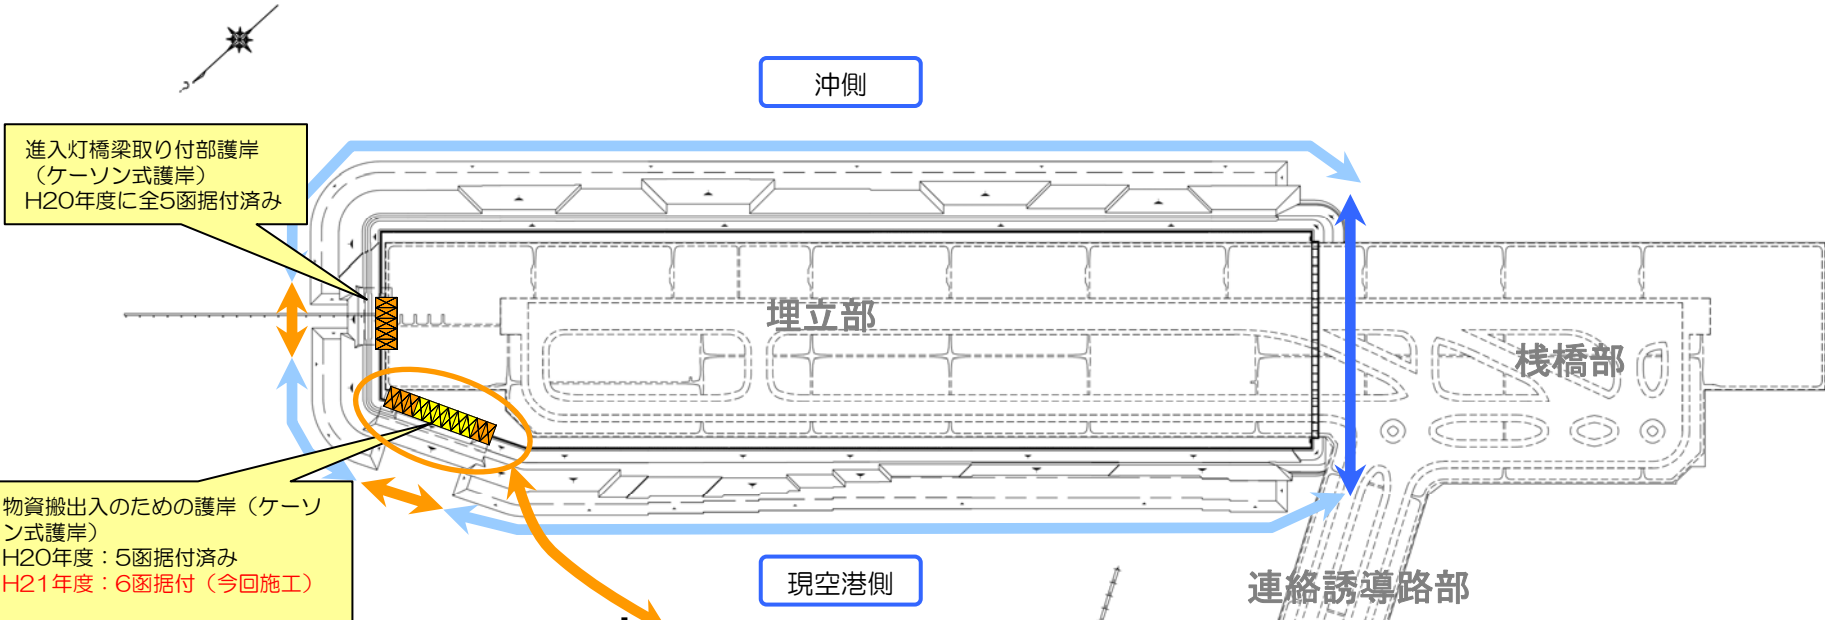 沖側
進入灯橋梁取り付部護岸
（ケーソン式護岸）
H20年度に全5函据付済み
埋立部
桟橋部
物資搬出入のための護岸（ケーソ
ン式護岸）
H20年度：5函据付済み
H21年度：6函据付（今回施工）
現空港側
連絡誘導路部